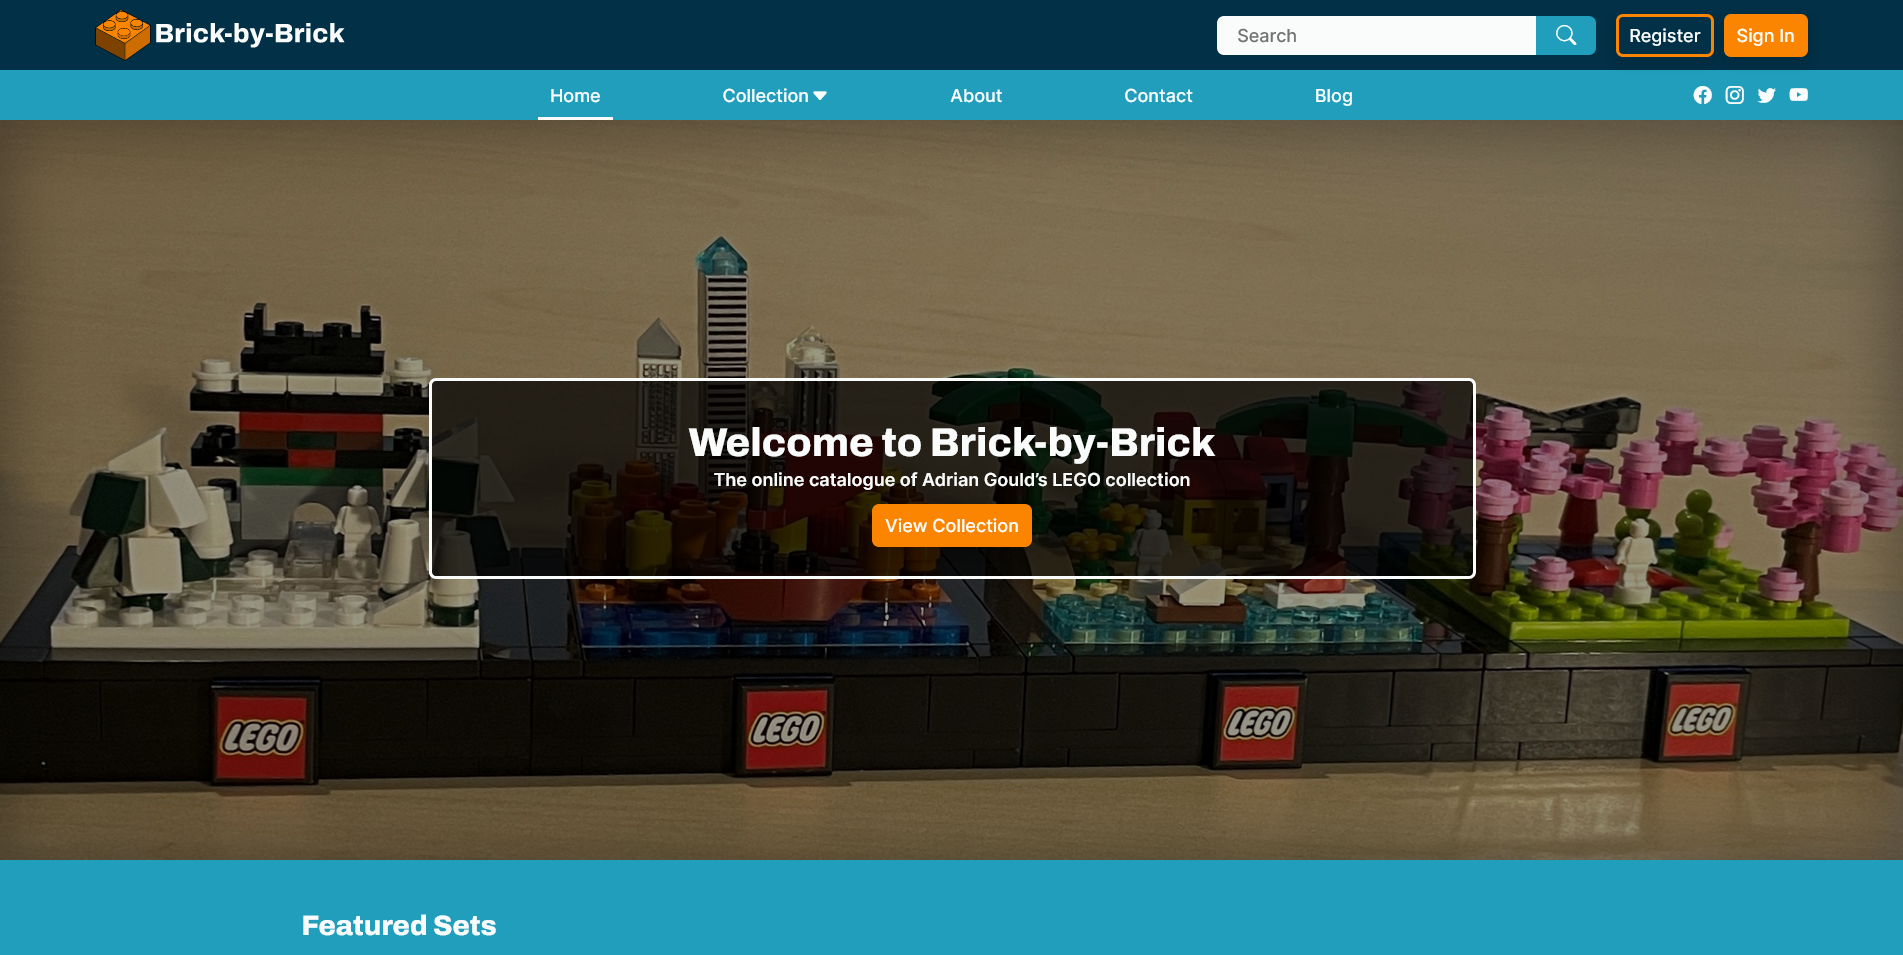 Brick-by-Brick
Search
Register
Sign In
Home
Collection
About
Contact
Blog
Welcome to Brick-by-Brick
The online catalogue of Adrian Gould's LEGO collection
View Collection
LEGO
LEGO
LEGO
LEGO
Featured Sets